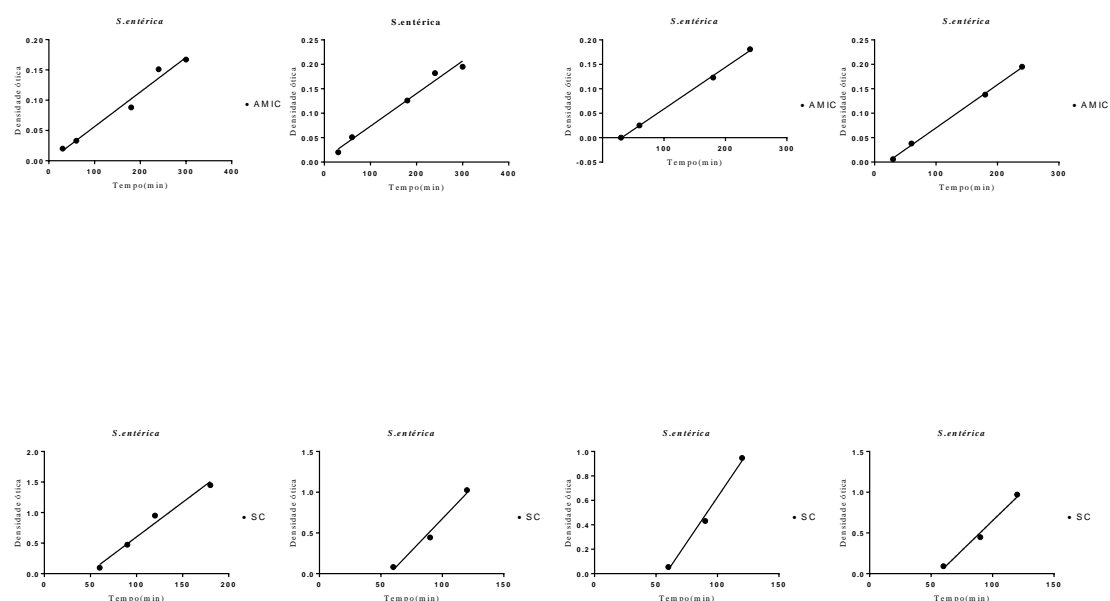 S.entérica
0.20
0.15
0.10
0.05
0.00
0 100 200 300 400
Densidade ótica
Tempo(min)
AMIC
S.entérica
0.25
0.20
0.15
0.10
0.05
0.00
0 100 200 300 400
Densidade ótica
Tempo(min)
S.entérica
0.20
0.15
0.10
0.05
0.00
-0.05
100 200 300
Densidade ótica
Tempo(min)
AMIC
S.entérica
0.25
0.20
0.15
0.10
0.05
0.00
0 100 200 300
Densidade ótica
Tempo(min)
AMIC
S.entérica
2.0
1.5
1.0
0.5
0.0
0 50 100 150 200
Densidade ótica
Tempo(min)
SC
S.entérica
1.5
1.0
0.5
0.0
0 50 100 150
Densidade ótica
Tempo(min)
SC
S.entérica
1.0
0.8
0.6
0.4
0.2
0.0
0 50 100 150
Densidade ótica
Tempo(min)
SC
S.entérica
1.5
1.0
0.5
0.0
0 50 100 150
Densidade ótica
Tempo(min)
SC